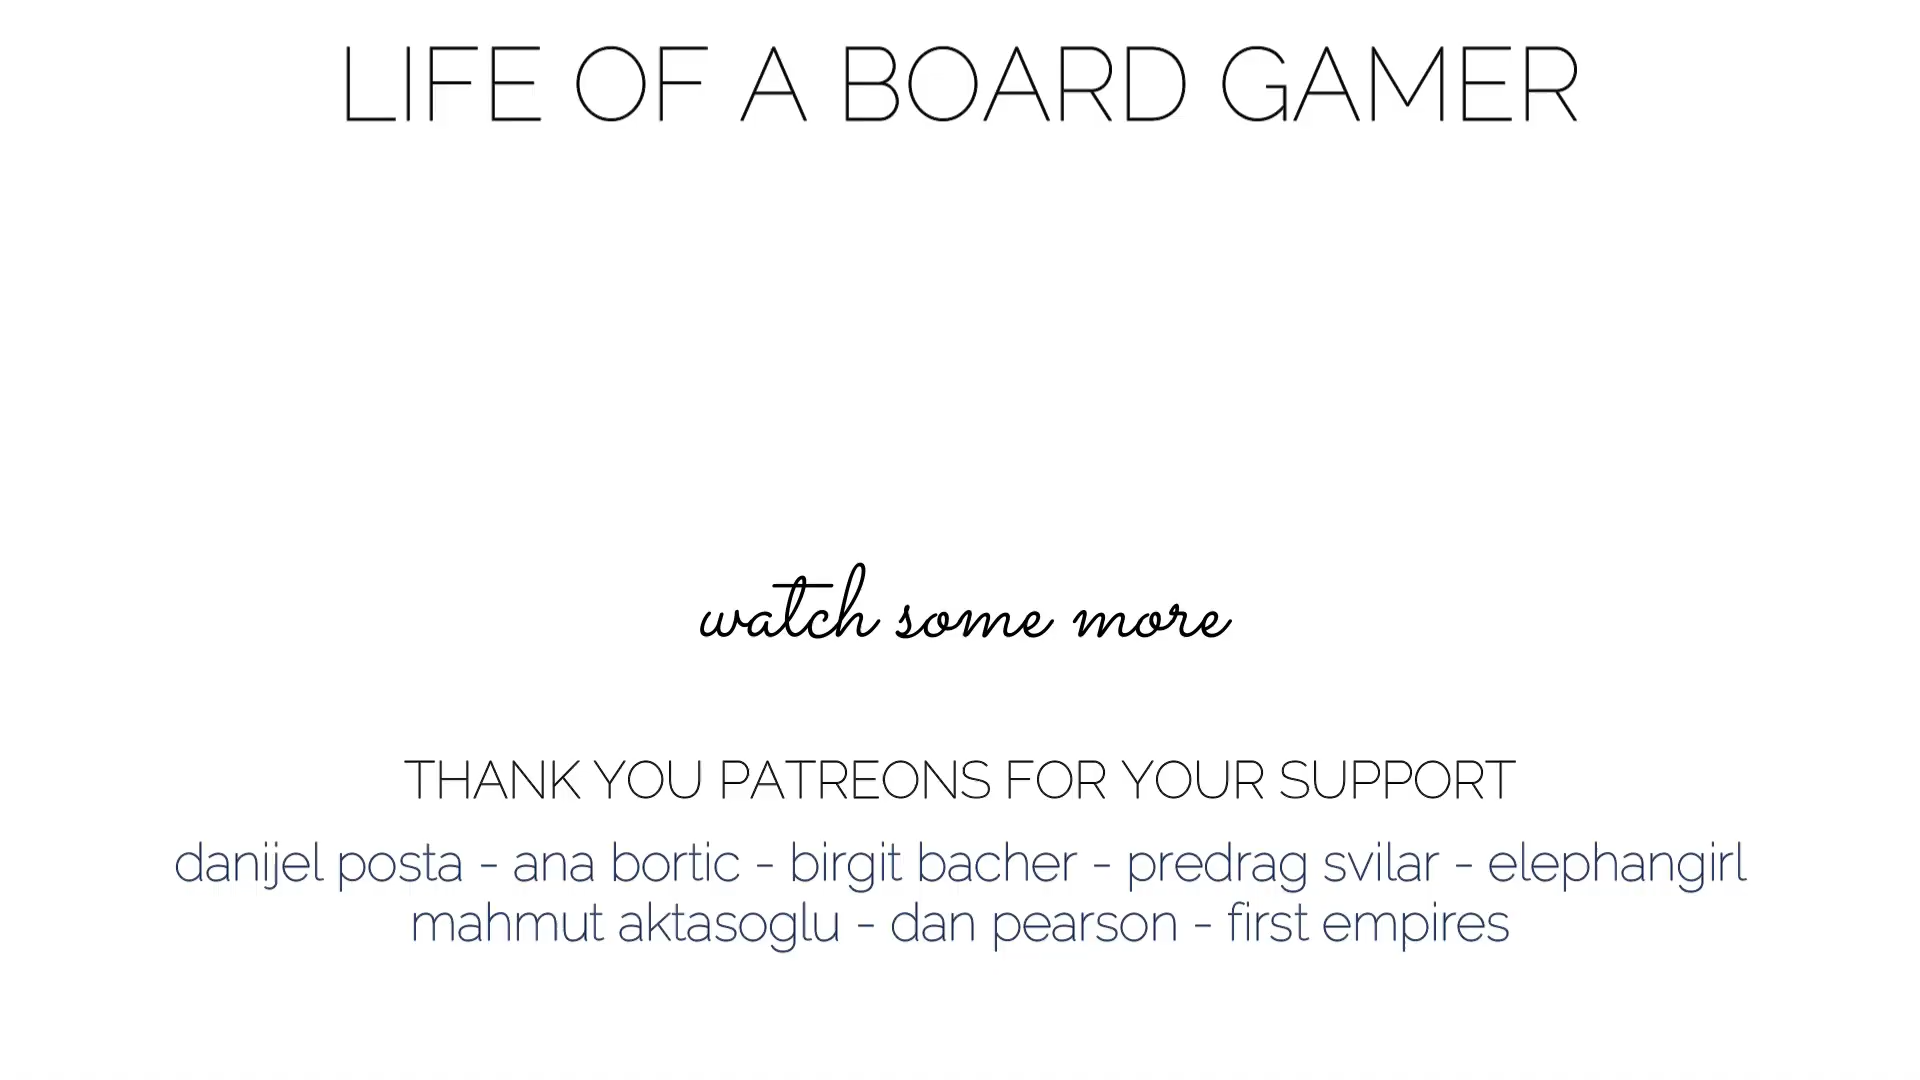 LIFE OF A BOARD GAMER
watch some more
THANK YOU PATREONS FOR YOUR SUPPORT
danijel posta - ana bortic - birgit bacher - predrag svilar - elephangirl
mahmut aktasoglu - dan pearson - first empires